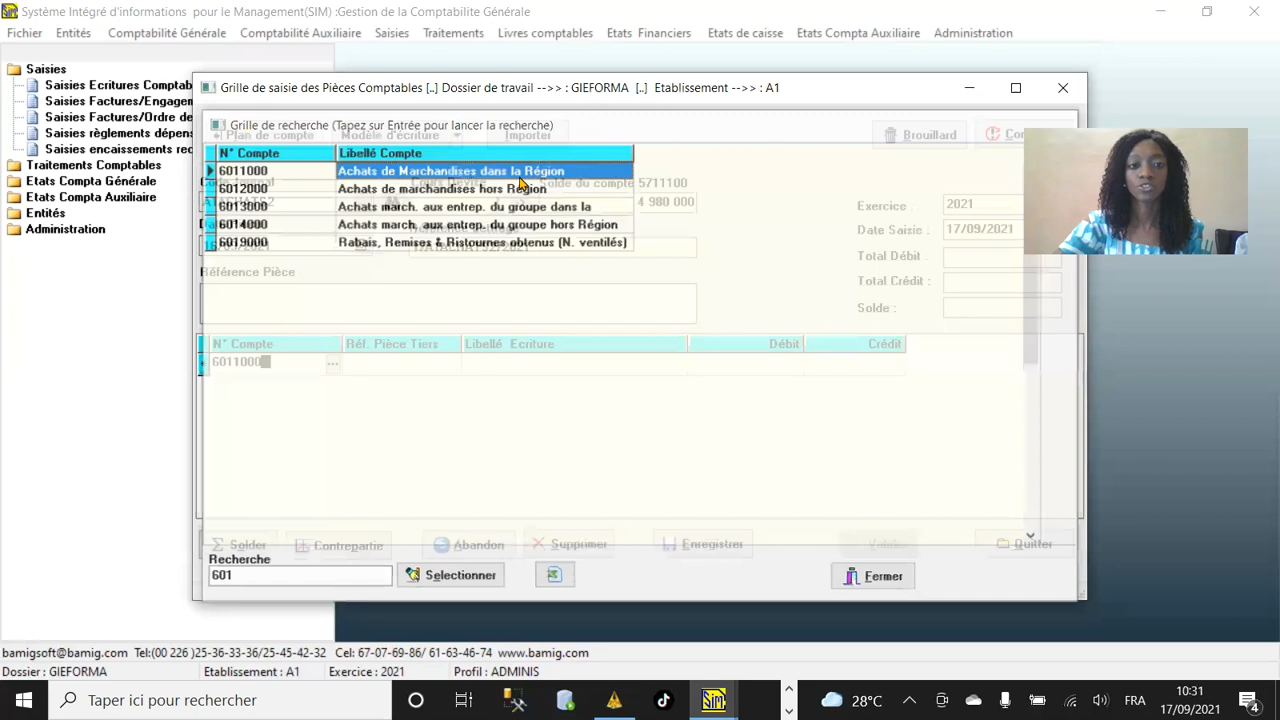 Système Intégré d'informations pour le Management(SIM) :Gestion de la Comptabilite Générale
Fichier Entités Comptabilité Générale Comptabilité Auxiliaire Saisies Traitements Livres comptables Etats Financiers Etats de caisse Etats Compta Auxiliaire Administration
Saisies
Saisies Ecritures Comptab
Saisies Factures/Engagem
Saisies Factures/Ordre de
Saisies règlements dépens
Saisies encaissements rec
Traitements Comptables
Etats Compta Général
Etats Compta Auxiliaire
Entités
Administration
Grille de saisie des Pièces Comptables [..] Dossier de travail -->> : GIEFORMA [..] Etablissement -->> : A1
Grille de recherche (Tapez sur Entrée pour lancer la recherche)
Plan de compte Modèle d'écriture Importer Brouillard
N° Compte Libellé Compte
6011000 Achats de Marchandises dans la Région
6012000 Achats de marchandises hors Région
6013000 Achats march. aux entrep. du groupe dans la
6014000 Achats march. aux entrep. du groupe hors Région
6019000 Rabais, Remises & Ristournes obtenus (N. ventilés)
Solde du compte 5711100
4 980 000
Exercice : 2021
Date Saisie : 17/09/2021
Total Débit :
Total Crédit :
Solde :
Référence Pièce
N° Compte Réf. Pièce Tiers Libellé Ecriture Débit Crédit
6011000 ...
Solder Contrepartie Abandon Supprimer Enregistrer Valider Quitter
Recherche
601 Selectionner Fermer
bamigsoft@bamig.com Tel:(00 226 )25-36-33-36/25-45-42-32 Cel: 67-07-69-86/ 61-63-46-74 www.bamig.com
Dossier : GIEFORMA Etablissement : A1 Exercice : 2021 Profil : ADMINIS
Taper ici pour rechercher
SIM
28°C
FRA
10:31
17/09/2021
4